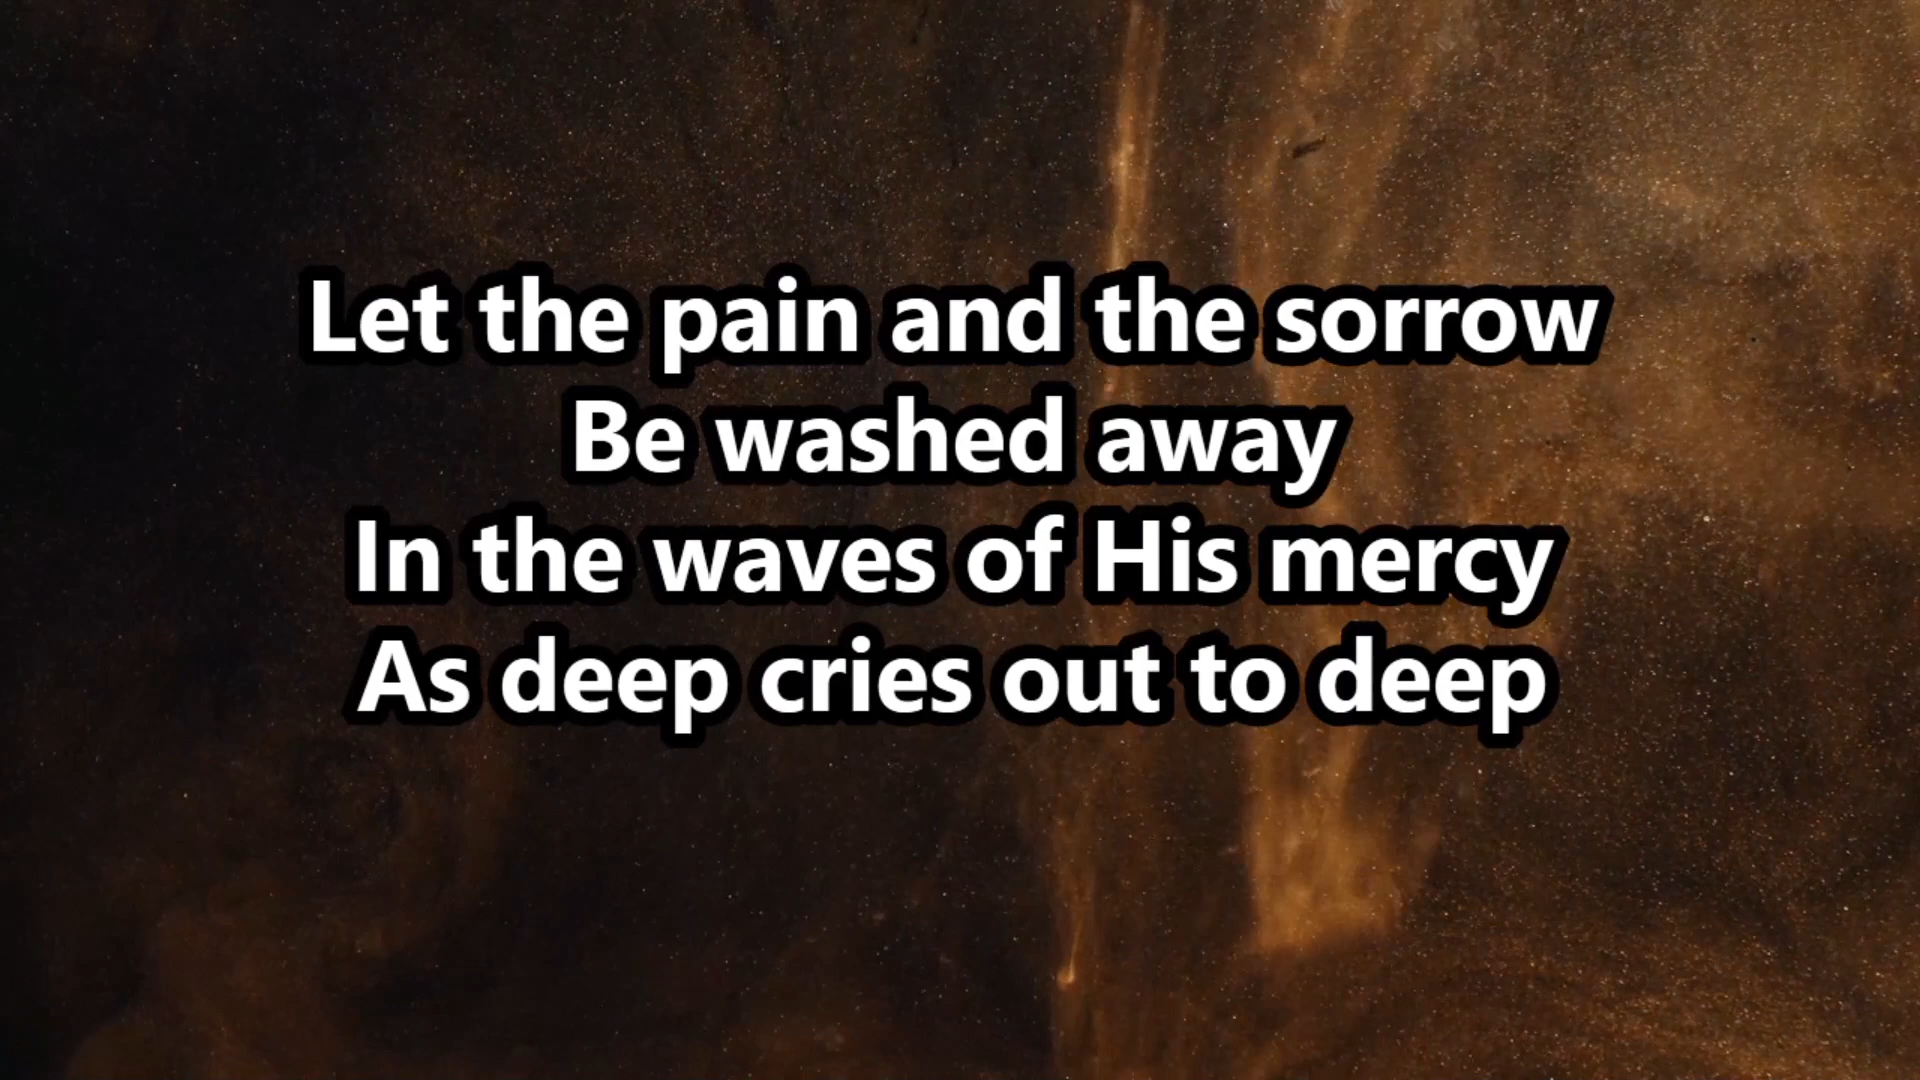 Let the pain and the sorrow
Be washed away
In the waves of His mercy
As deep cries out to deep